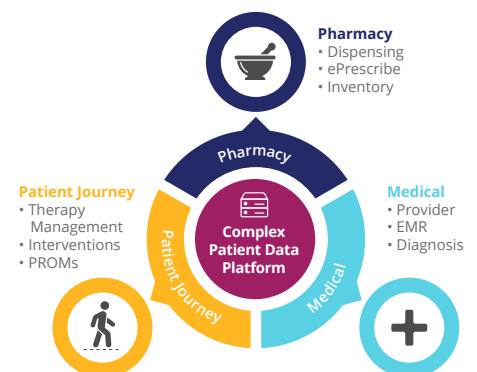 Pharmacy
• Dispensing
• ePrescribe
• Inventory
Pharmacy
Patient Journey
• Therapy
Management
• Interventions
• PROMs
Complex
Patient Data
Platform
Medical
• Provider
• EMR
• Diagnosis
Patient Journey
Medical